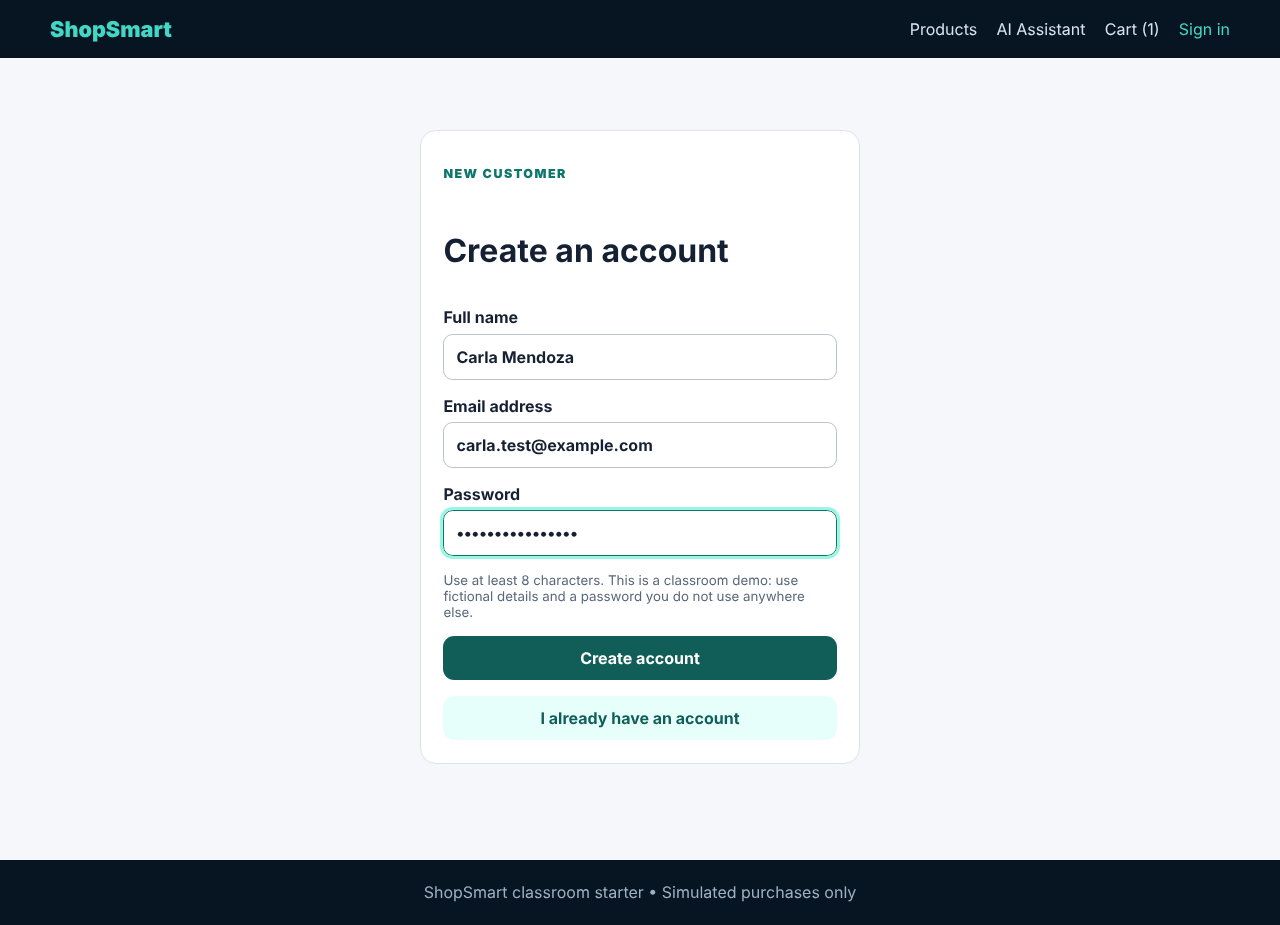 ShopSmart
Products
AI Assistant
Cart (1)
Sign in
NEW CUSTOMER
Create an account
Full name
Carla Mendoza
Email address
carla.test@example.com
Password
••••••••••••••••
Use at least 8 characters. This is a classroom demo: use
fictional details and a password you do not use anywhere
else.
Create account
I already have an account
ShopSmart classroom starter • Simulated purchases only